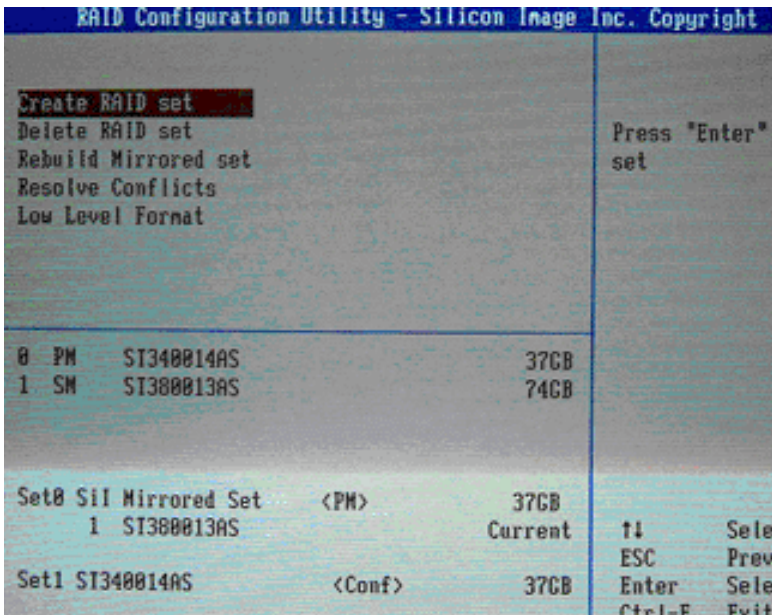 RAID Configuration Utility - Silicon Image Inc. Copyright
Create RAID set
Delete RAID set
Rebuild Mirrored set
Resolve Conflicts
Low Level Format
Press "Enter"
set
0 PM ST340014AS 37GB
1 SM ST380013AS 74GB
Set0 SiI Mirrored Set <PM> 37GB
1 ST380013AS Current
Set1 ST340014AS <Conf> 37GB
↑↓ Sele
ESC Prev
Enter Sele
Ctrl-E Exit